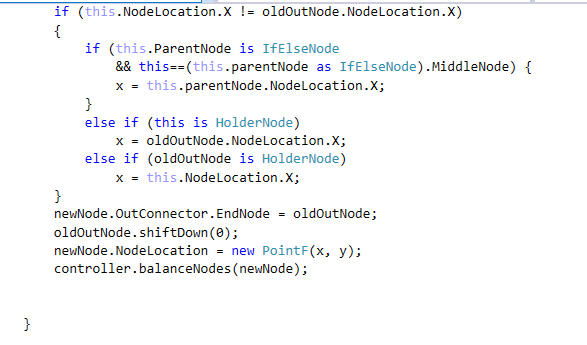 if (this.NodeLocation.X != oldOutNode.NodeLocation.X)
{
if (this.ParentNode is IfElseNode
&& this==(this.parentNode as IfElseNode).MiddleNode) {
x = this.parentNode.NodeLocation.X;
}
else if (this is HolderNode)
x = oldOutNode.NodeLocation.X;
else if (oldOutNode is HolderNode)
x = this.NodeLocation.X;
}
newNode.OutConnector.EndNode = oldOutNode;
oldOutNode.shiftDown(0);
newNode.NodeLocation = new PointF(x, y);
controller.balanceNodes(newNode);
}